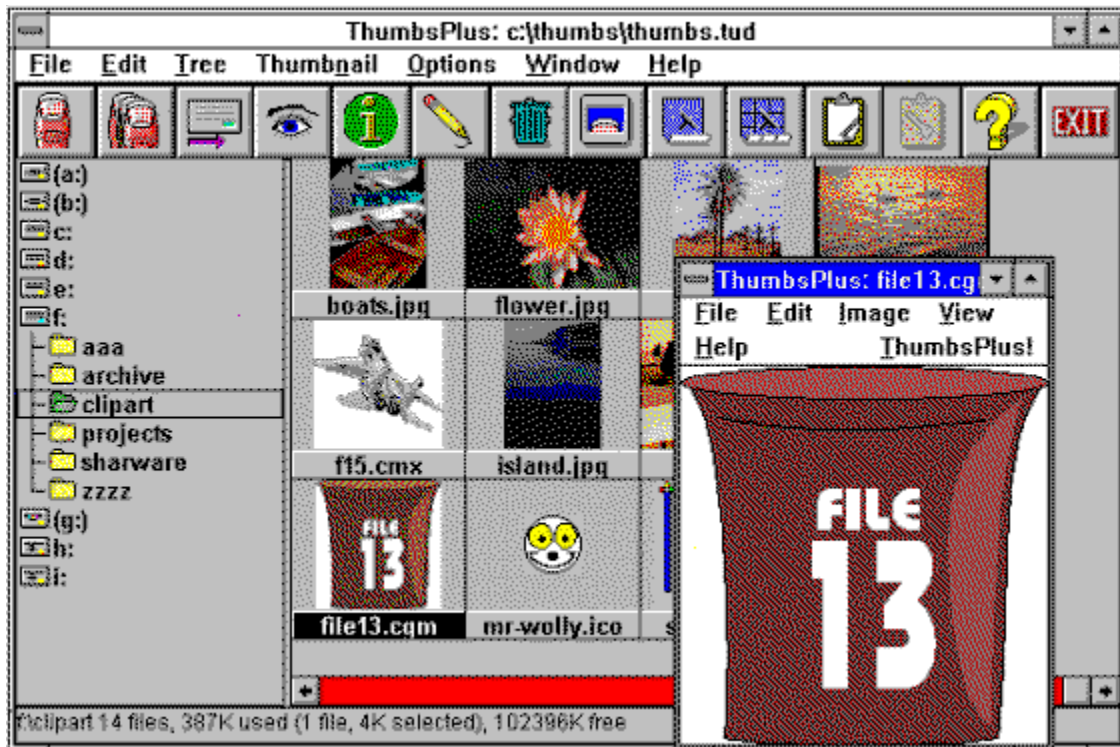 ThumbsPlus: c:\thumbs\thumbs.tud
File Edit Tree Thumbnail Options Window Help
EXIT
(a:)
(b:)
c:
d:
e:
f:
aaa
archive
clipart
projects
sharware
zzzz
(g:)
h:
i:
boats.jpg flower.jpg
f15.cmx island.jpg
FILE
13
file13.cgm mr-wolly.ico
ThumbsPlus: file13.cg
File Edit Image View
Help ThumbsPlus!
FILE
13
f:\clipart 14 files, 387K used (1 file, 4K selected), 102396K free